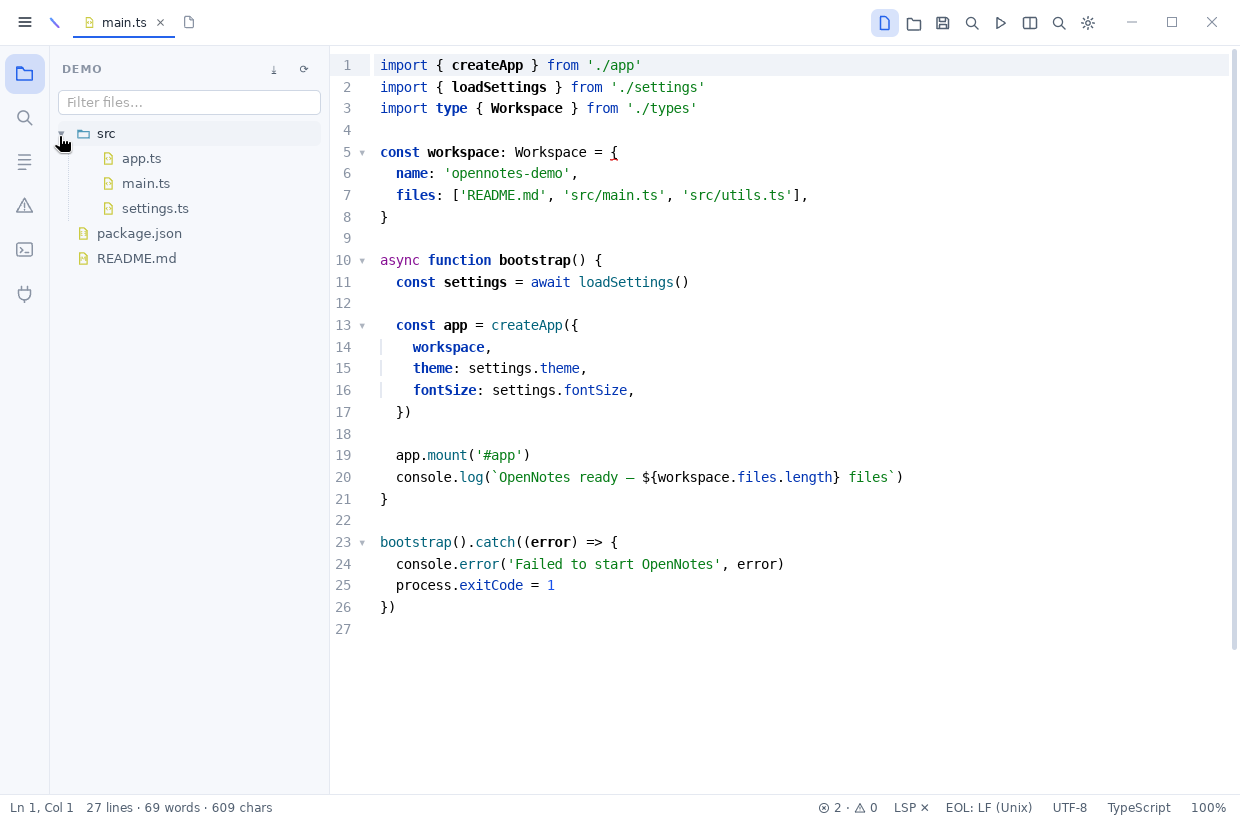 main.ts ×
DEMO
Filter files...
src
app.ts
main.ts
settings.ts
package.json
README.md
1 import { createApp } from './app'
2 import { loadSettings } from './settings'
3 import type { Workspace } from './types'
4
5 const workspace: Workspace = {
6 name: 'opennotes-demo',
7 files: ['README.md', 'src/main.ts', 'src/utils.ts'],
8 }
9
10 async function bootstrap() {
11 const settings = await loadSettings()
12
13 const app = createApp({
14 workspace,
15 theme: settings.theme,
16 fontSize: settings.fontSize,
17 })
18
19 app.mount('#app')
20 console.log(`OpenNotes ready — ${workspace.files.length} files`)
21 }
22
23 bootstrap().catch((error) => {
24 console.error('Failed to start OpenNotes', error)
25 process.exitCode = 1
26 })
27
Ln 1, Col 1 27 lines · 69 words · 609 chars ⊗ 2 · ⚠ 0 LSP ✕ EOL: LF (Unix) UTF-8 TypeScript 100%